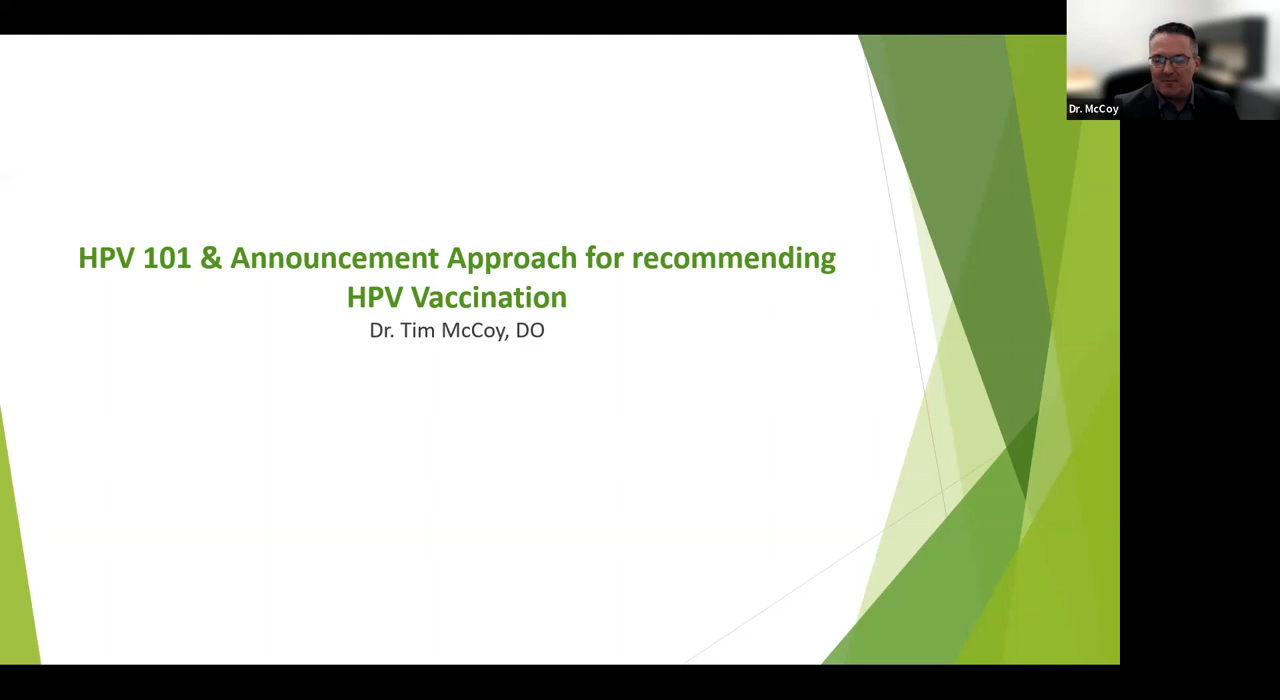 Dr. McCoy
HPV 101 & Announcement Approach for recommending
HPV Vaccination
Dr. Tim McCoy, DO